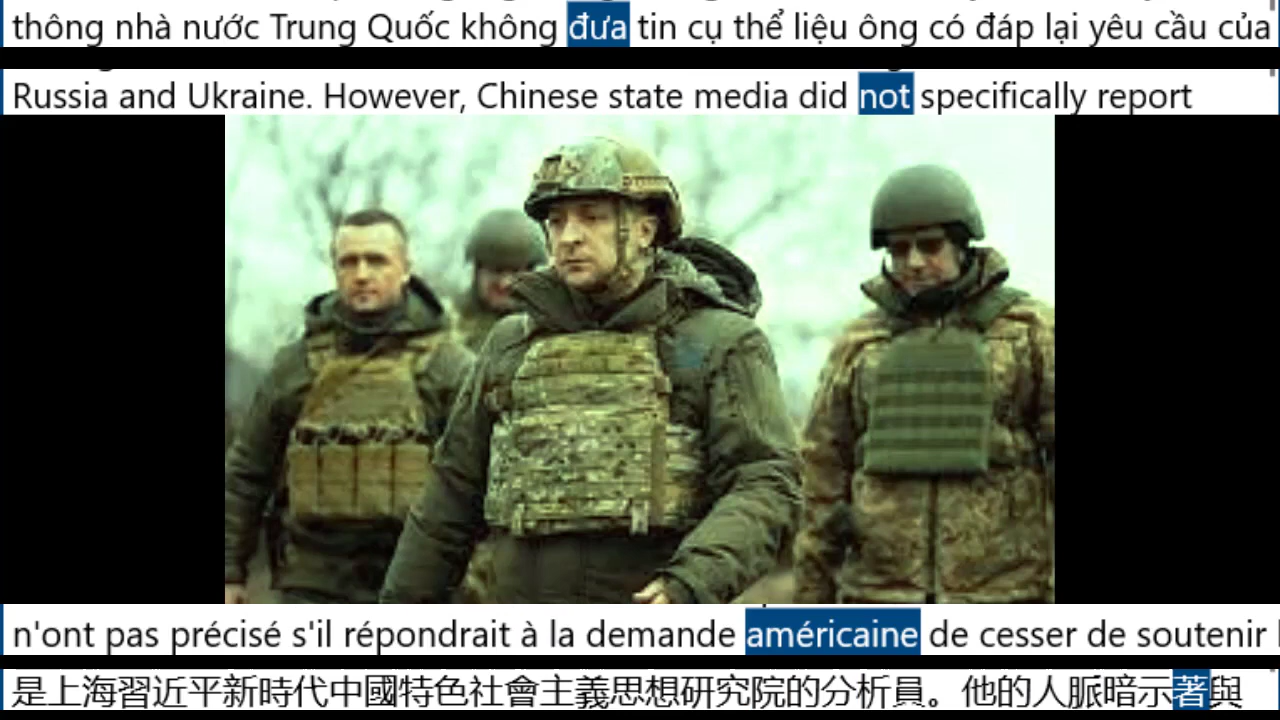 thông nhà nước Trung Quốc không đưa tin cụ thể liệu ông có đáp lại yêu cầu của
Russia and Ukraine. However, Chinese state media did not specifically report
n'ont pas précisé s'il répondrait à la demande américaine de cesser de soutenir
是上海習近平新時代中國特色社會主義思想研究院的分析員。他的人脈暗示著與